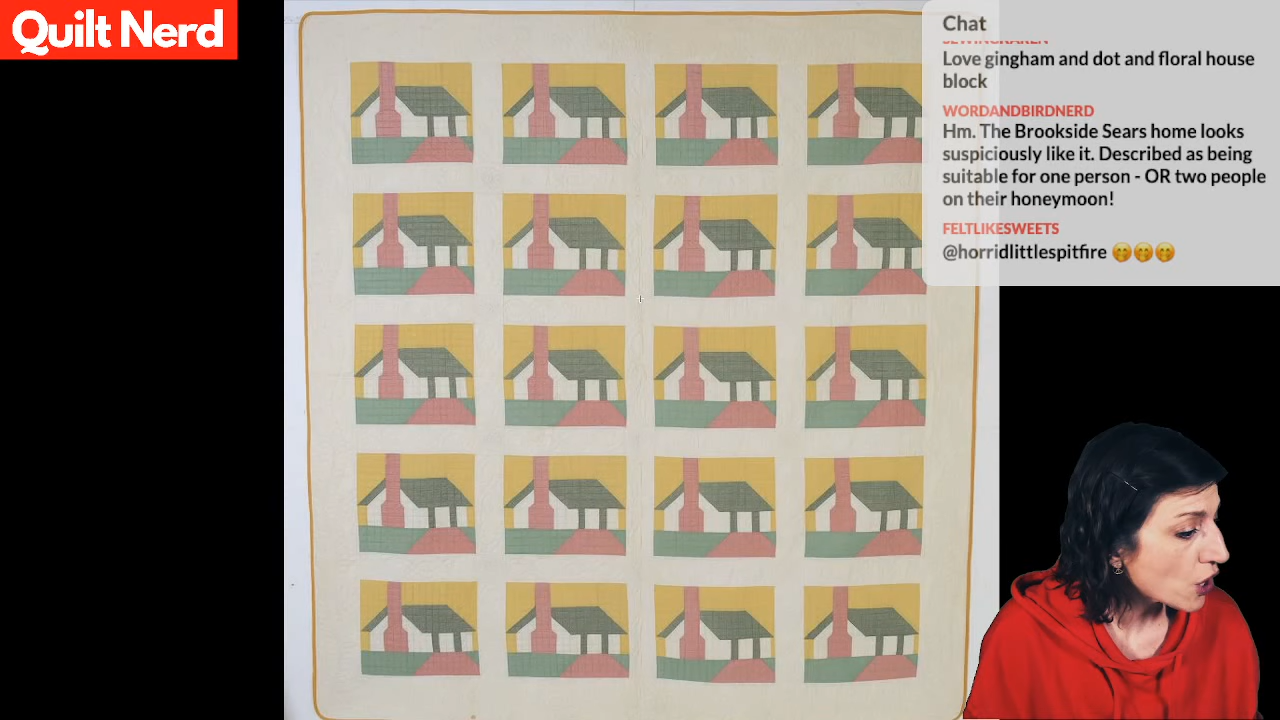 Quilt Nerd
Chat
SEWINGKAREN
Love gingham and dot and floral house
block
WORDANDBIRDNERD
Hm. The Brookside Sears home looks
suspiciously like it. Described as being
suitable for one person - OR two people
on their honeymoon!
FELTLIKESWEETS
@horridlittlespitfire 🤭🤭🤭